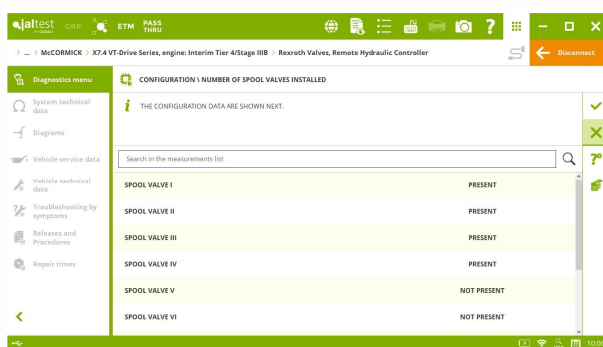 jaltest GRP ETM PASS THRU
> ... > McCORMICK > X7.4 VT-Drive Series, engine: Interim Tier 4/Stage IIIB > Rexroth Valves, Remote Hydraulic Controller
Disconnect
Diagnostics menu
CONFIGURATION \ NUMBER OF SPOOL VALVES INSTALLED
System technical
data
i THE CONFIGURATION DATA ARE SHOWN NEXT.
Diagrams
Vehicle service data
Search in the measurements list
Vehicle technical
data
SPOOL VALVE I PRESENT
Troubleshooting by
symptoms
SPOOL VALVE II PRESENT
Releases and
Procedures
SPOOL VALVE III PRESENT
Repair times
SPOOL VALVE IV PRESENT
SPOOL VALVE V NOT PRESENT
SPOOL VALVE VI NOT PRESENT